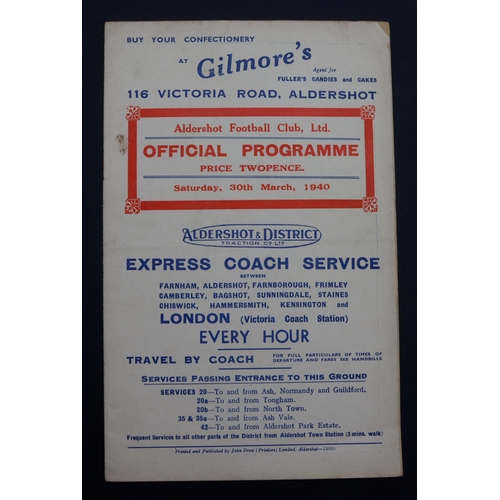 BUY YOUR CONFECTIONERY
AT Gilmore's
Agent for
FULLER'S CANDIES and CAKES
116 VICTORIA ROAD, ALDERSHOT
Aldershot Football Club, Ltd.
OFFICIAL PROGRAMME
PRICE TWOPENCE.
Saturday, 30th March, 1940
ALDERSHOT & DISTRICT
TRACTION CO LTD
EXPRESS COACH SERVICE
BETWEEN
FARNHAM, ALDERSHOT, FARNBOROUGH, FRIMLEY
CAMBERLEY, BAGSHOT, SUNNINGDALE, STAINES
CHISWICK, HAMMERSMITH, KENSINGTON and
LONDON (Victoria Coach Station)
EVERY HOUR
TRAVEL BY COACH FOR FULL PARTICULARS OF TIMES OF
DEPARTURE AND FARES SEE HANDBILLS
SERVICES PASSING ENTRANCE TO THIS GROUND
SERVICES 20—To and from Ash, Normandy and Guildford.
20a—To and from Tongham.
20b—To and from North Town.
35 & 35a—To and from Ash Vale.
42—To and from Aldershot Park Estate.
Frequent Services to all other parts of the District from Aldershot Town Station (3 mins. walk)
Printed and Published by John Drew (Printers) Limited, Aldershot